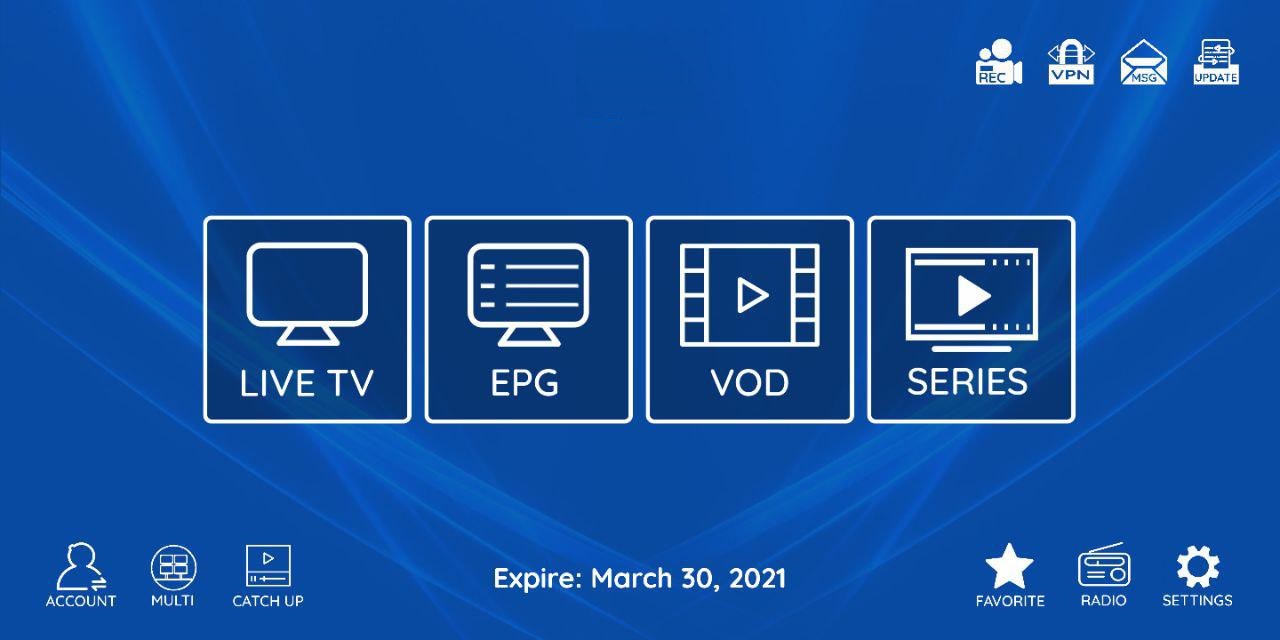 REC
VPN
MSG
UPDATE
LIVE TV
EPG
VOD
SERIES
ACCOUNT
MULTI
CATCH UP
Expire: March 30, 2021
FAVORITE
RADIO
SETTINGS